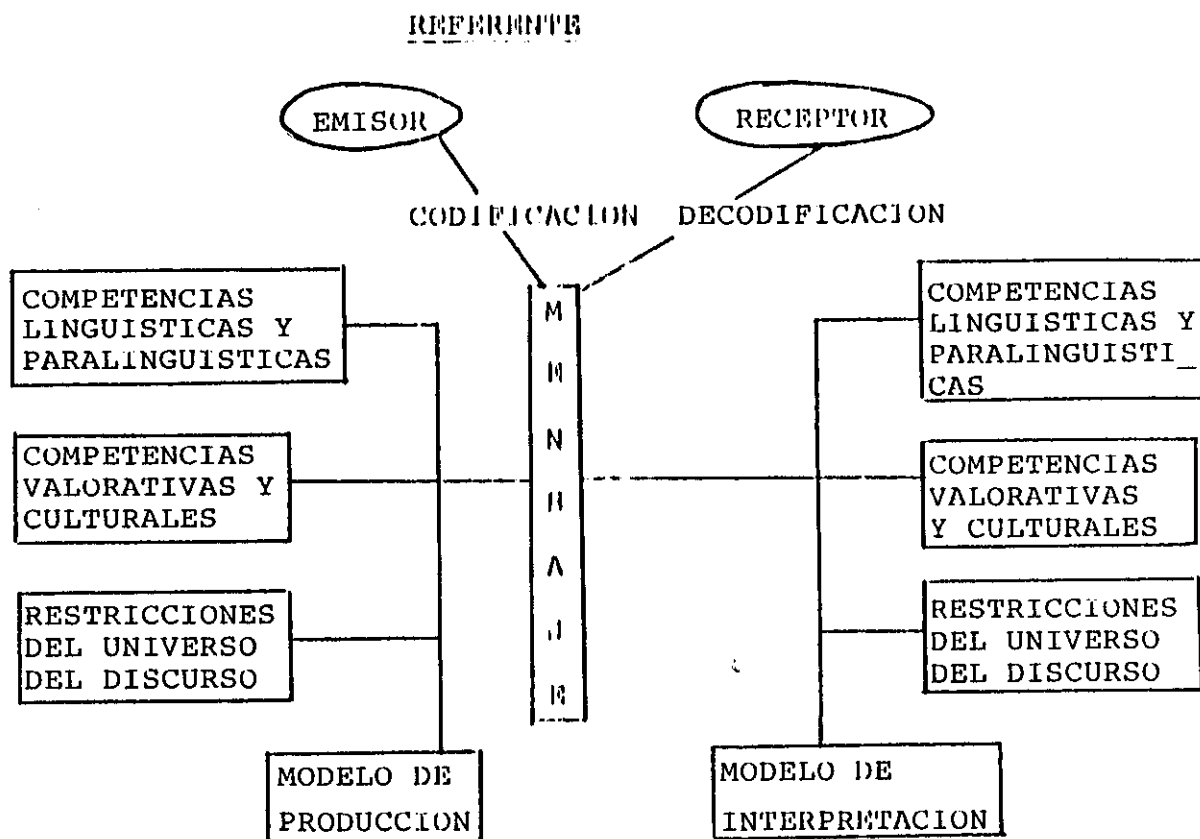 REFERENTE
EMISOR
RECEPTOR
CODIFICACION DECODIFICACION
COMPETENCIAS
LINGUISTICAS Y
PARALINGUISTICAS
COMPETENCIAS
VALORATIVAS Y
CULTURALES
RESTRICCIONES
DEL UNIVERSO
DEL DISCURSO
MODELO DE
PRODUCCION
MENSAJE
COMPETENCIAS
LINGUISTICAS Y
PARALINGUISTI_
CAS
COMPETENCIAS
VALORATIVAS
Y CULTURALES
RESTRICCIONES
DEL UNIVERSO
DEL DISCURSO
MODELO DE
INTERPRETACION